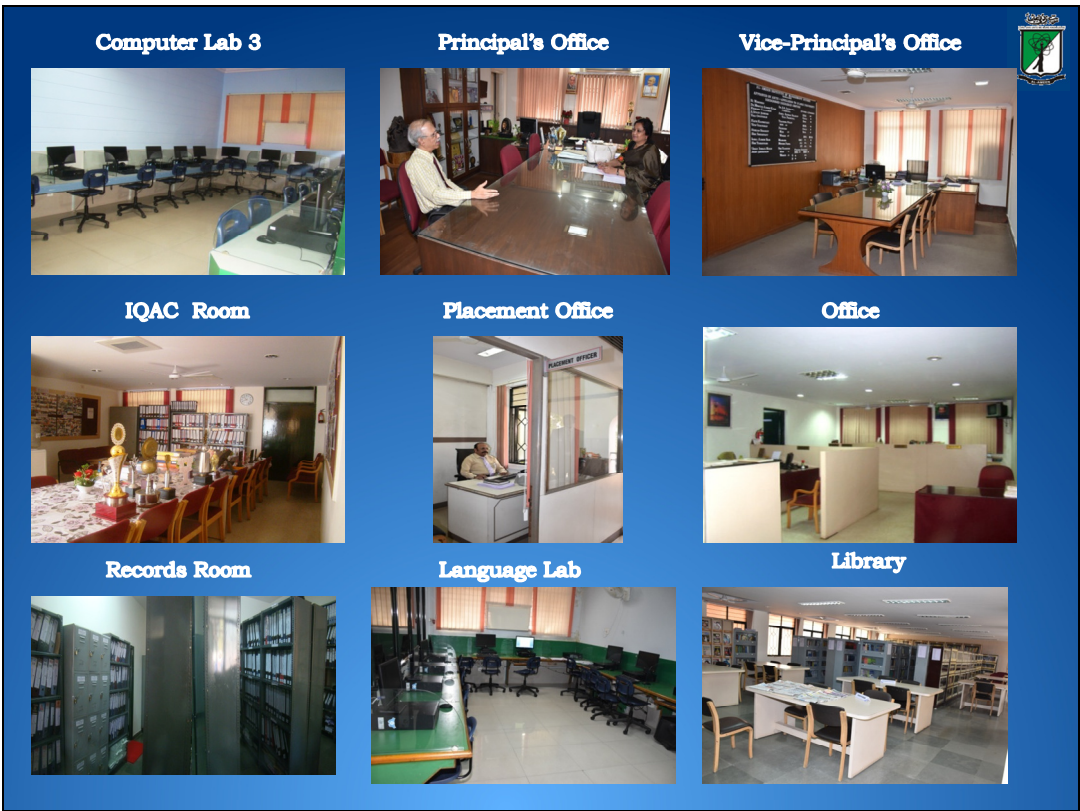 Computer Lab 3
Principal's Office
Vice-Principal's Office
IQAC Room
Placement Office
Office
PLACEMENT OFFICER
Records Room
Language Lab
Library